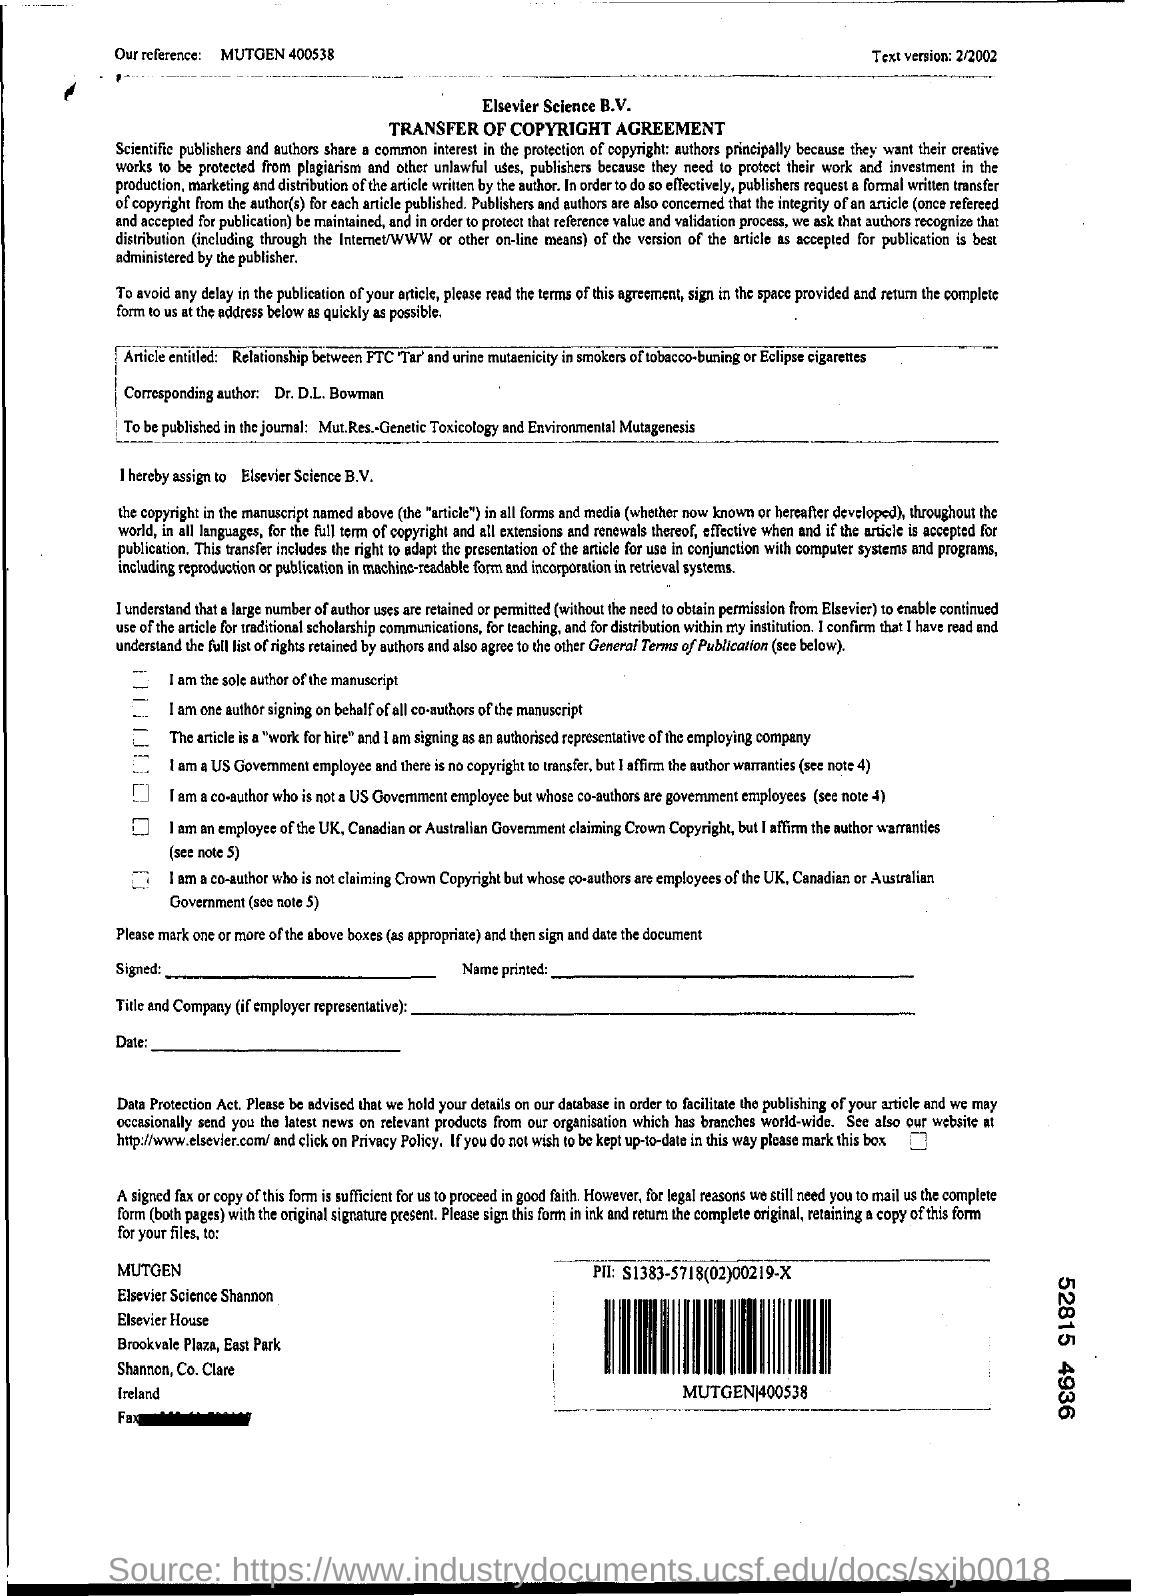 Our reference: MUTGEN 400538
Text version: 2/2002
Elsevier Science B.V.
TRANSFER OF COPYRIGHT AGREEMENT
Scientific publishers and authors share a common interest in the protection of copyright: authors principally because they want their creative
works to be protected from plagiarism and other unlawful uses, publishers because they need to protect their work and investment in the
production, marketing and distribution of the article written by the author. In order to do so effectively, publishers request a formal written transfer
of copyright from the author(s) for each article published. Publishers and authors are also concerned that the integrity of an article (once refereed
and accepted for publication) be maintained, and in order to protect that reference value and validation process, we ask that authors recognize that
distribution (including through the Internet/WWW or other on-line means) of the version of the article as accepted for publication is best
administered by the publisher.
To avoid any delay in the publication of your article, please read the terms of this agreement, sign in the space provided and return the complete
form to us at the address below as quickly as possible.
Article entitled: Relationship between FTC 'Tar' and urine mutaenicity in smokers of tobacco-buning or Eclipse cigarettes
Corresponding author: Dr. D.L. Bowman
To be published in the journal: Mut.Res.-Genetic Toxicology and Environmental Mutagenesis
I hereby assign to Elsevier Science B.V.
the copyright in the manuscript named above (the "article") in all forms and media (whether now known or hereafter developed), throughout the
world, in all languages, for the full term of copyright and all extensions and renewals thereof, effective when and if the article is accepted for
publication. This transfer includes the right to adapt the presentation of the article for use in conjunction with computer systems and programs,
including reproduction or publication in machine-readable form and incorporation in retrieval systems.
I understand that a large number of author uses are retained or permitted (without the need to obtain permission from Elsevier) to enable continued
use of the article for traditional scholarship communications, for teaching, and for distribution within my institution. I confirm that I have read and
understand the full list of rights retained by authors and also agree to the other General Terms of Publication (see below).
I am the sole author of the manuscript
I am one author signing on behalf of all co-authors of the manuscript
The article is a "work for hire" and I am signing as an authorised representative of the employing company
I am a US Government employee and there is no copyright to transfer, but I affirm the author warranties (see note 4)
I am a co-author who is not a US Government employee but whose co-authors are government employees (see note 4)
I am an employee of the UK, Canadian or Australian Government claiming Crown Copyright, but I affirm the author warranties
(see note 5)
I am a co-author who is not claiming Crown Copyright but whose co-authors are employees of the UK, Canadian or Australian
Government (see note 5)
Please mark one or more of the above boxes (as appropriate) and then sign and date the document
Signed: Name printed:
Title and Company (if employer representative):
Date:
Data Protection Act. Please be advised that we hold your details on our database in order to facilitate the publishing of your article and we may
occasionally send you the latest news on relevant products from our organisation which has branches world-wide. See also our website at
http://www.elsevier.com/ and click on Privacy Policy. If you do not wish to be kept up-to-date in this way please mark this box
A signed fax or copy of this form is sufficient for us to proceed in good faith. However, for legal reasons we still need you to mail us the complete
form (both pages) with the original signature present. Please sign this form in ink and return the complete original, retaining a copy of this form
for your files, to:
MUTGEN
Elsevier Science Shannon
Elsevier House
Brookvale Plaza, East Park
Shannon, Co. Clare
Ireland
Fax
PII: S1383-5718(02)00219-X
MUTGEN|400538
52815 4936
Source: https://www.industrydocuments.ucsf.edu/docs/sxjb0018